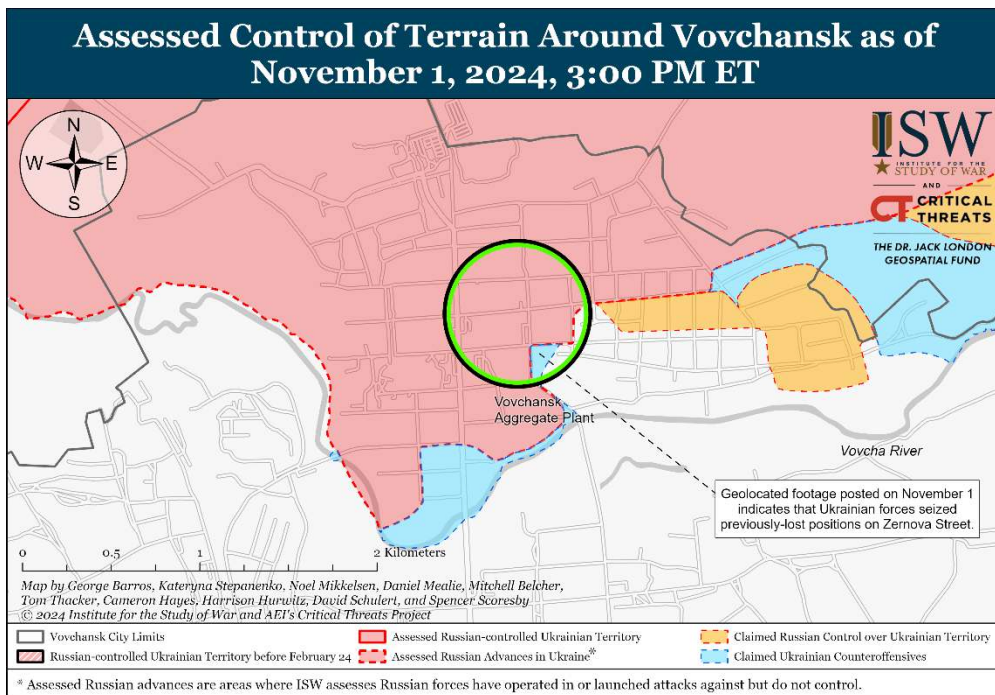 Assessed Control of Terrain Around Vovchansk as of
November 1, 2024, 3:00 PM ET
N
W E
S
ISW
INSTITUTE FOR THE
STUDY OF WAR
AND
CT CRITICAL
THREATS
THE DR. JACK LONDON
GEOSPATIAL FUND
Vovchansk
Aggregate Plant
Vovcha River
Geolocated footage posted on November 1
indicates that Ukrainian forces seized
previously-lost positions on Zernova Street.
0 0.5 1 2 Kilometers
Map by George Barros, Kateryna Stepanenko, Noel Mikkelsen, Daniel Mealie, Mitchell Belcher,
Tom Thacker, Cameron Hayes, Harrison Hurwitz, David Schulert, and Spencer Scoresby
© 2024 Institute for the Study of War and AEI's Critical Threats Project
Vovchansk City Limits
Assessed Russian-controlled Ukrainian Territory
Claimed Russian Control over Ukrainian Territory
Russian-controlled Ukrainian Territory before February 24
Assessed Russian Advances in Ukraine*
Claimed Ukrainian Counteroffensives
* Assessed Russian advances are areas where ISW assesses Russian forces have operated in or launched attacks against but do not control.